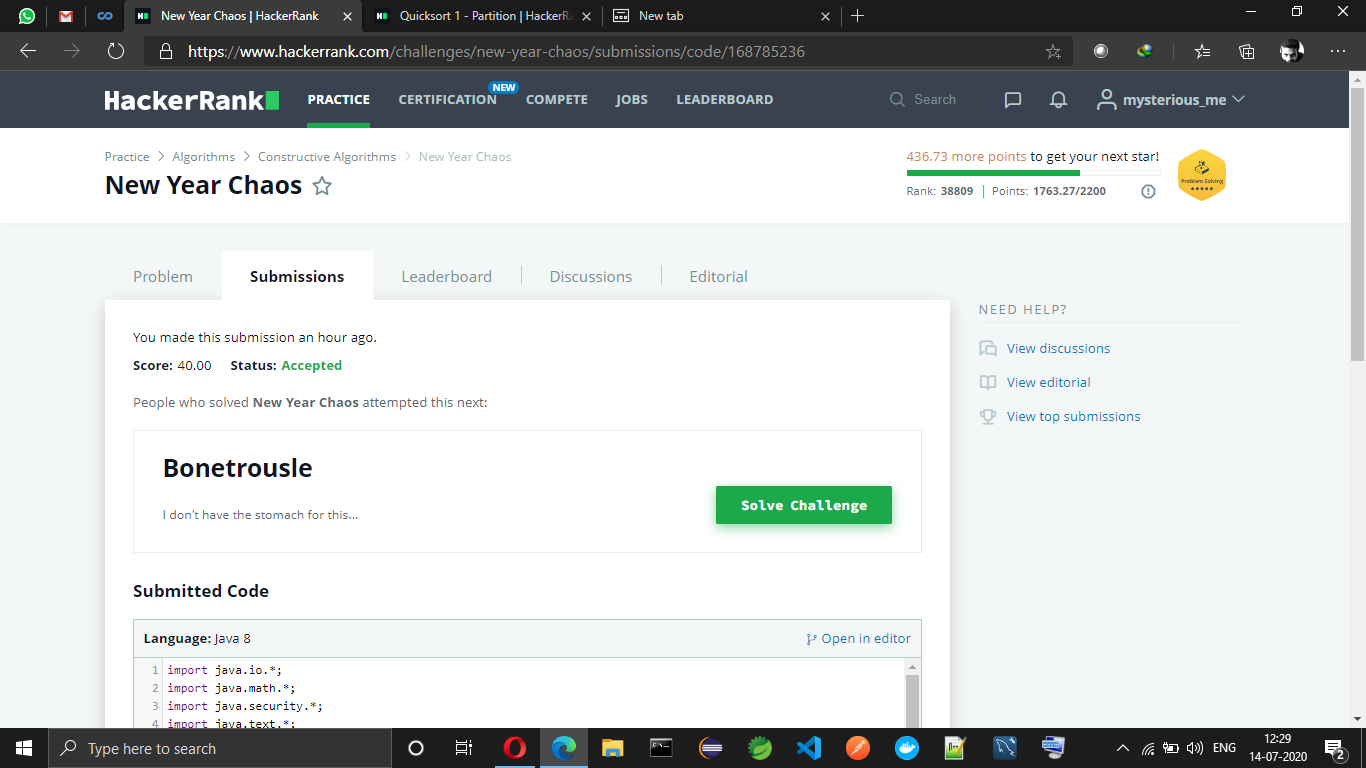 New Year Chaos | HackerRank
Quicksort 1 - Partition | HackerR
New tab
https://www.hackerrank.com/challenges/new-year-chaos/submissions/code/168785236
HackerRank
PRACTICE
CERTIFICATION
NEW
COMPETE
JOBS
LEADERBOARD
Search
mysterious_me
Practice > Algorithms > Constructive Algorithms > New Year Chaos
New Year Chaos
436.73 more points to get your next star!
Rank: 38809 | Points: 1763.27/2200
Problem Solving
Problem
Submissions
Leaderboard
Discussions
Editorial
You made this submission an hour ago.
Score: 40.00 Status: Accepted
People who solved New Year Chaos attempted this next:
Bonetrousle
I don't have the stomach for this...
Solve Challenge
NEED HELP?
View discussions
View editorial
View top submissions
Submitted Code
Language: Java 8
Open in editor
1 import java.io.*;
2 import java.math.*;
3 import java.security.*;
4 import java.text.*;
Type here to search
ENG
12:29
14-07-2020
2